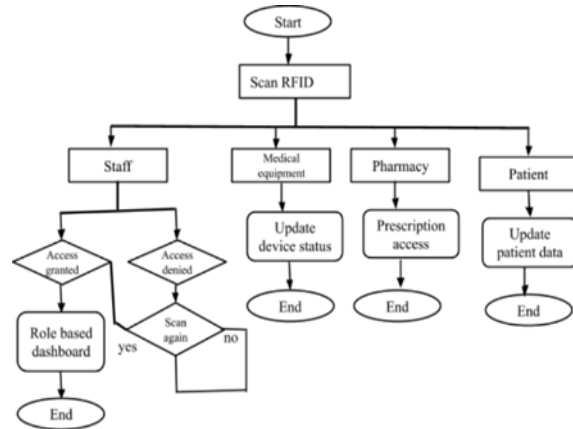 Start
Scan RFID
Staff
Medical
equipment
Pharmacy
Patient
Access
granted
Access
denied
Update
device status
Prescription
access
Update
patient data
Role based
dashboard
yes
Scan
again
no
End
End
End
End